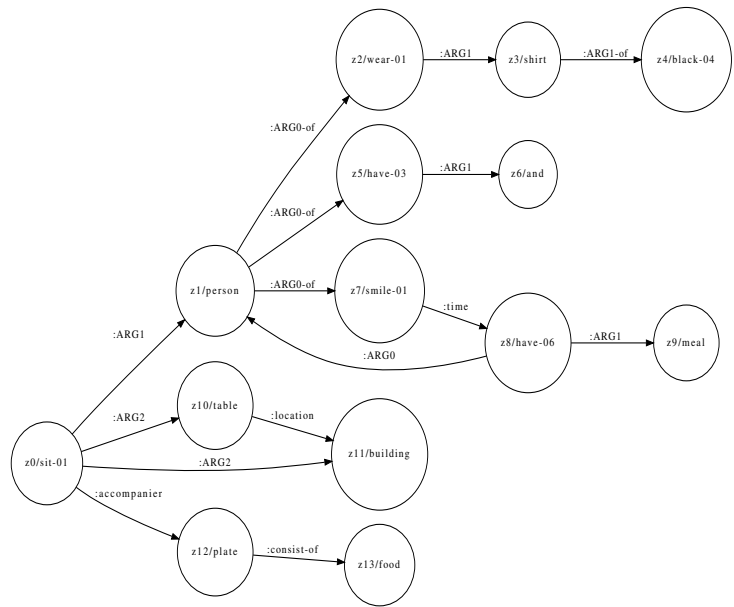 z2/wear-01
:ARG1
z3/shirt
:ARG1-of
z4/black-04
:ARG0-of
z5/have-03
:ARG1
z6/and
:ARG0-of
z1/person
:ARG0-of
z7/smile-01
:time
z8/have-06
:ARG1
z9/meal
:ARG0
:ARG1
z10/table
:location
:ARG2
z0/sit-01
:ARG2
z11/building
:accompanier
z12/plate
:consist-of
z13/food